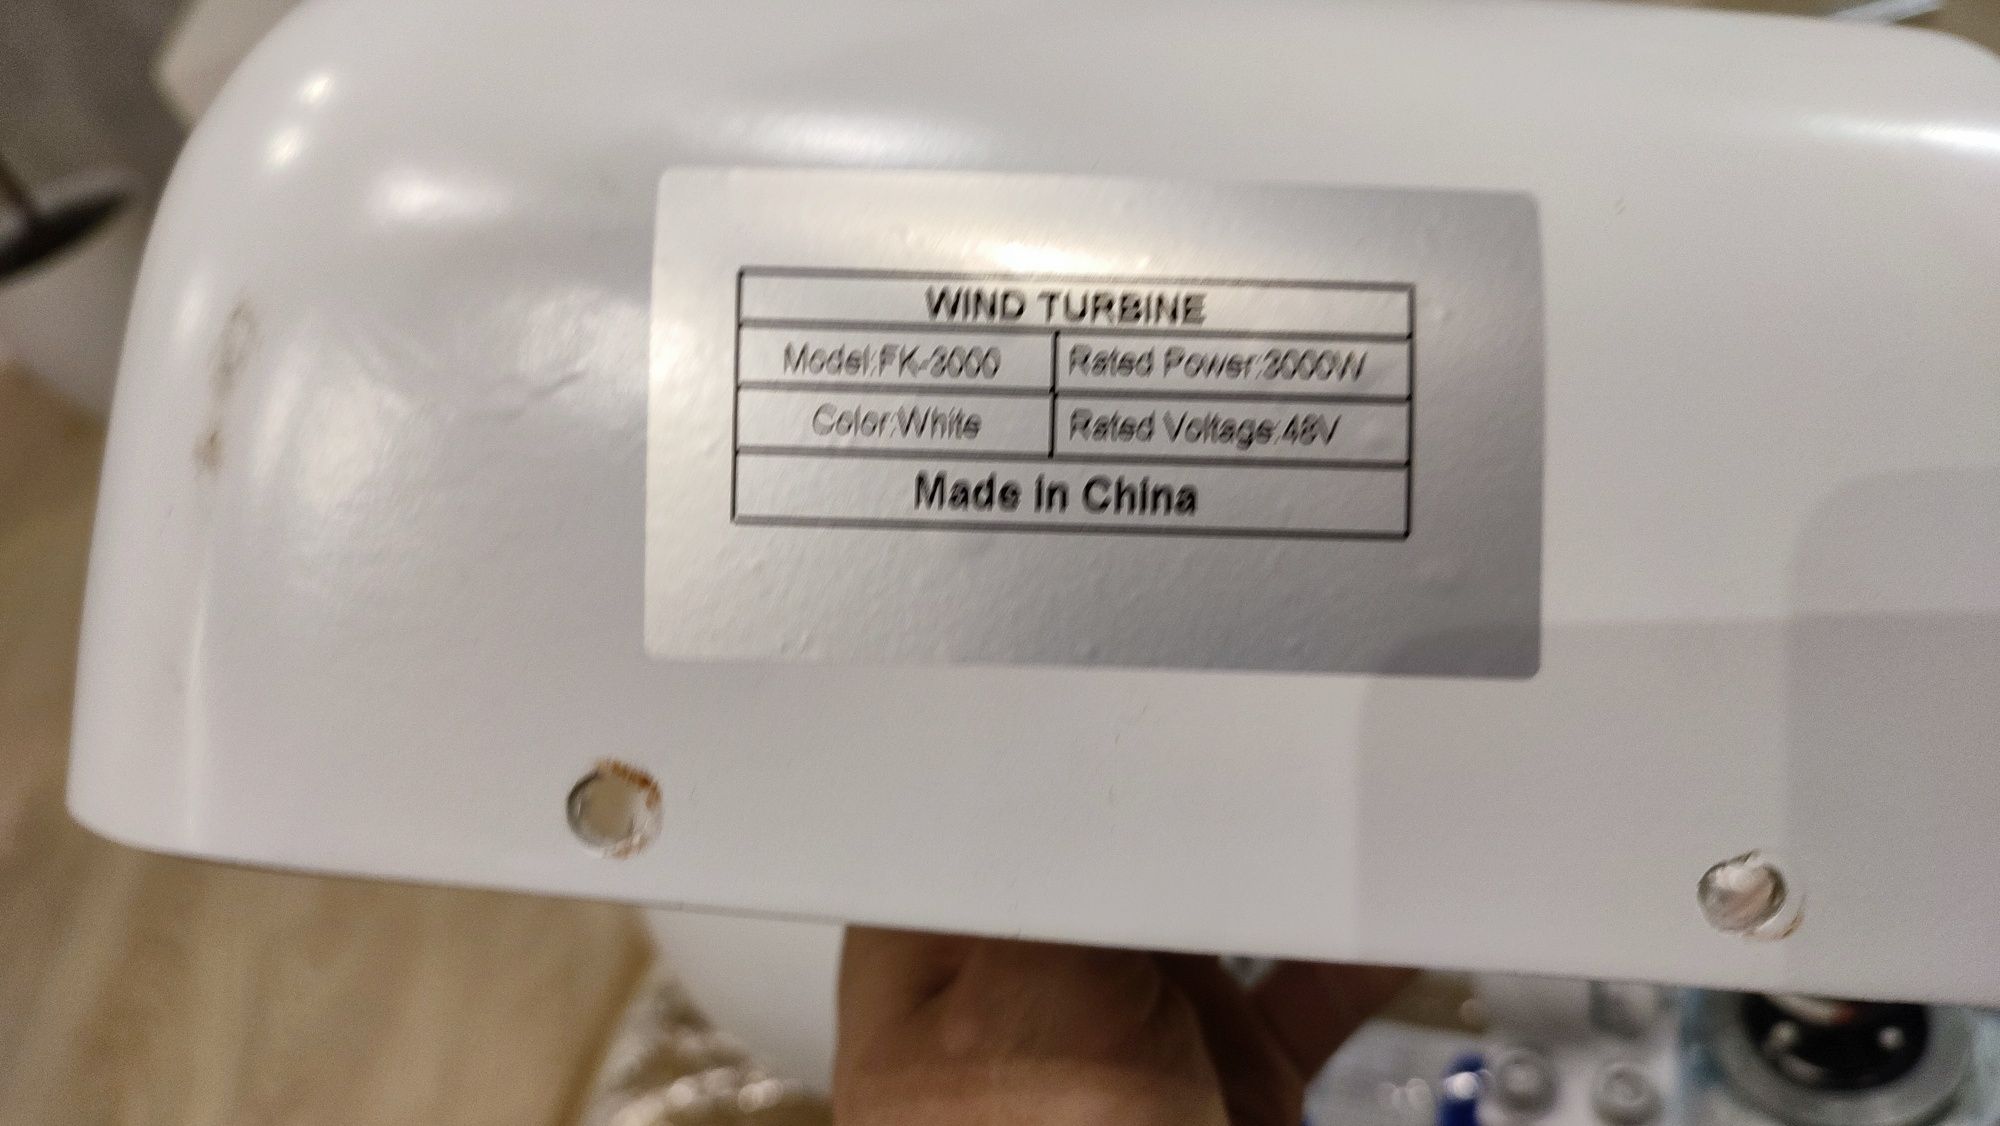 WIND TURBINE
Model:FK-3000 Rated Power:3000W
Color:White Rated Voltage:48V
Made in China